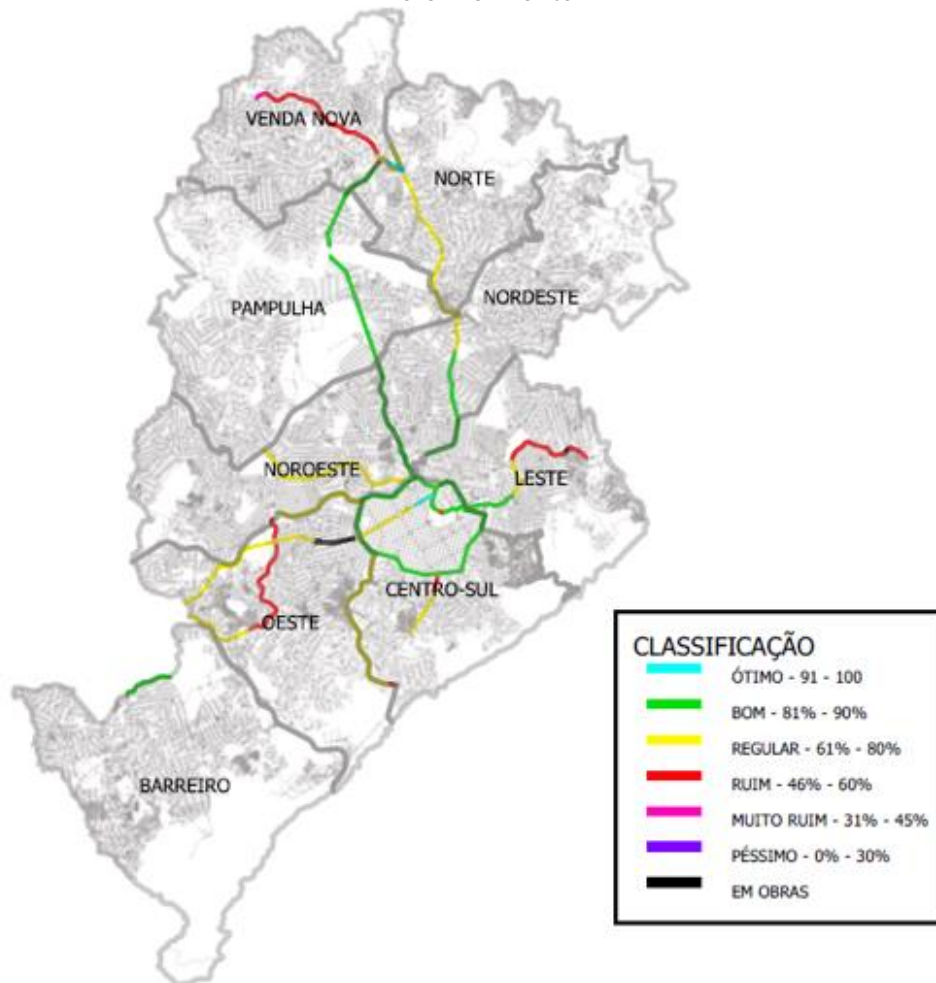 VENDA NOVA
NORTE
NORDESTE
PAMPULHA
NOROESTE
LESTE
CENTRO-SUL
OESTE
BARREIRO
CLASSIFICAÇÃO
ÓTIMO - 91 - 100
BOM - 81% - 90%
REGULAR - 61% - 80%
RUIM - 46% - 60%
MUITO RUIM - 31% - 45%
PÉSSIMO - 0% - 30%
EM OBRAS